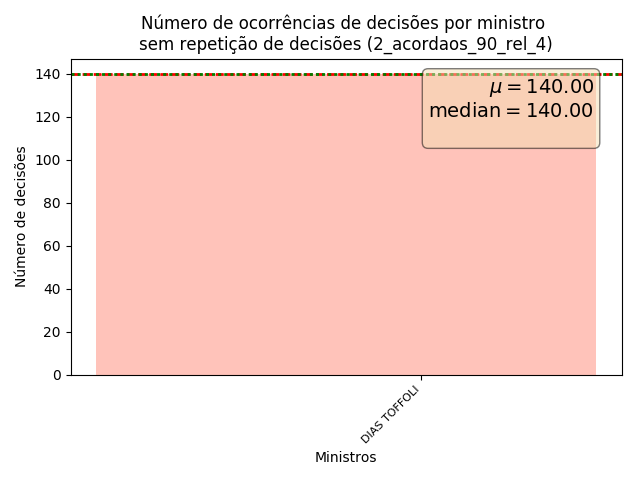 Número de ocorrências de decisões por ministro
sem repetição de decisões (2_acordaos_90_rel_4)
μ = 140.00
median = 140.00
Número de decisões
140
120
100
80
60
40
20
0
DIAS TOFFOLI
Ministros